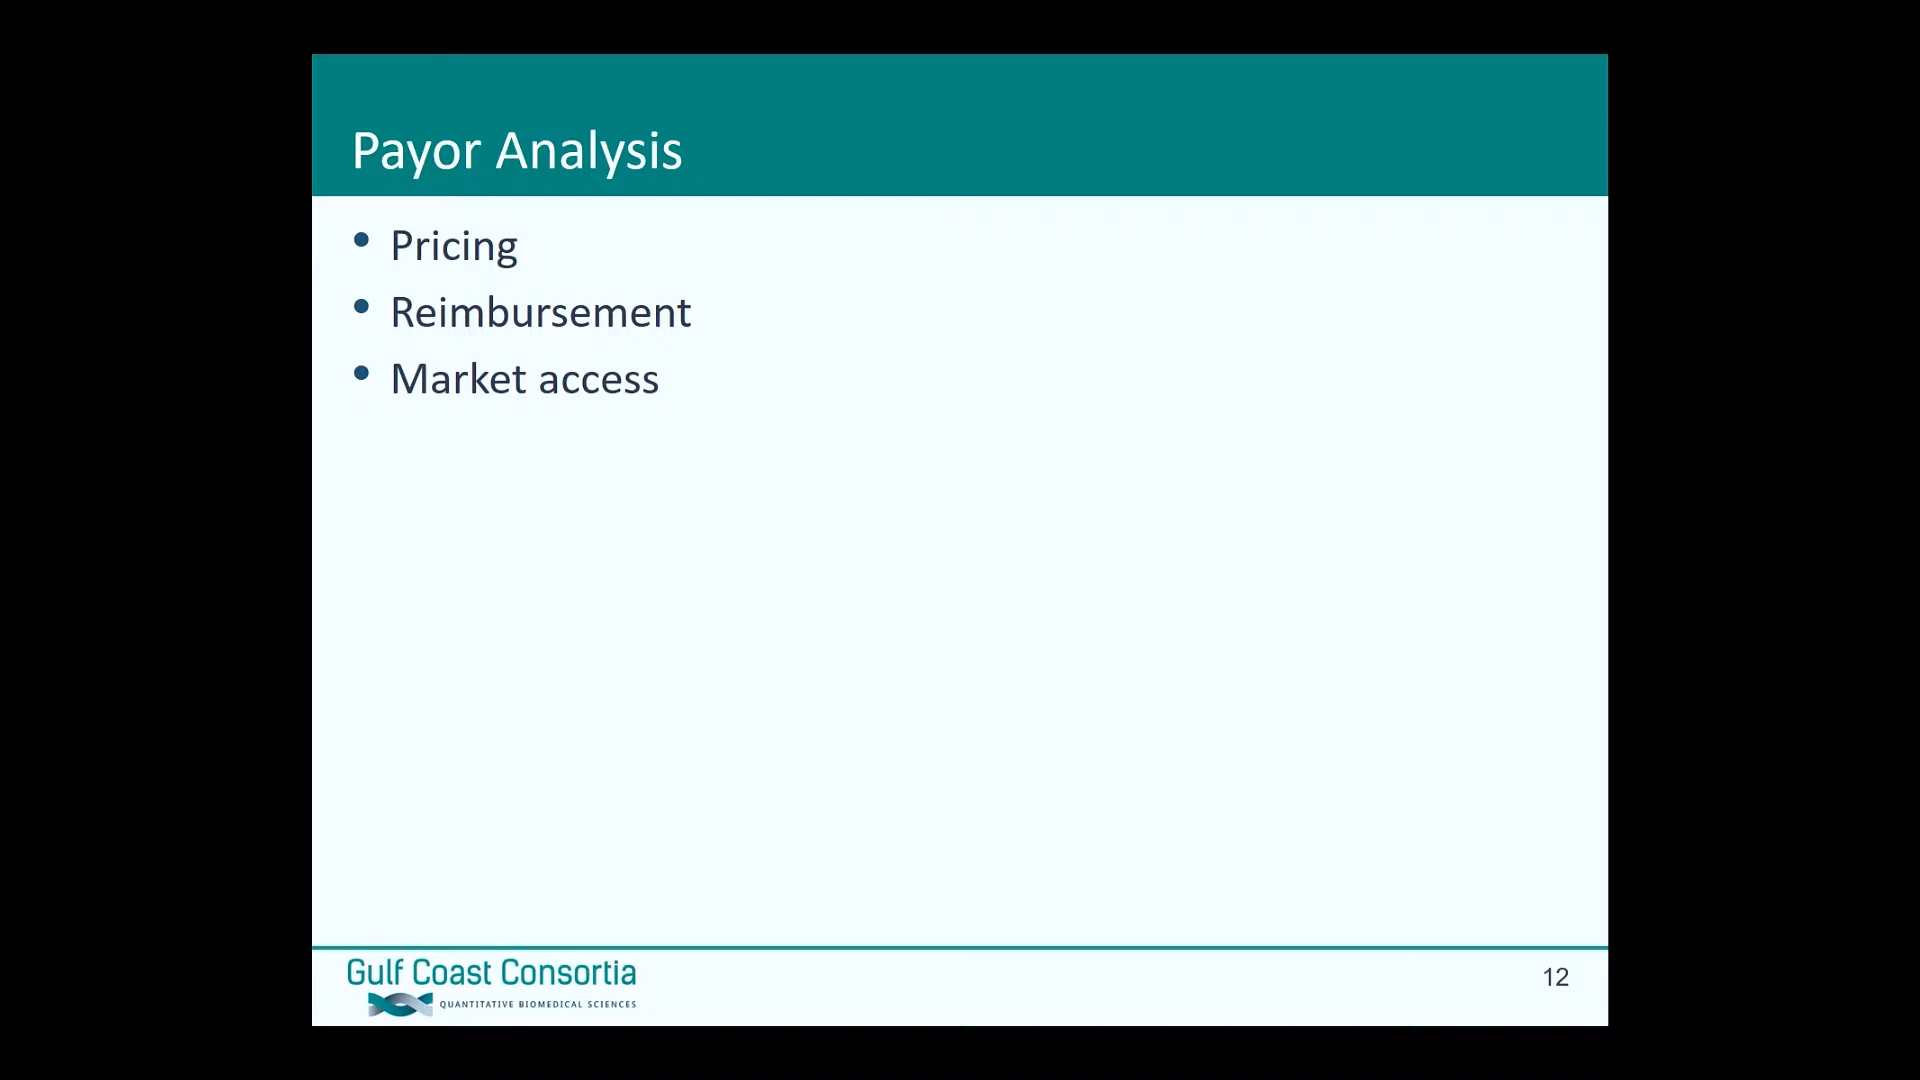 Payor Analysis
• Pricing
• Reimbursement
• Market access
Gulf Coast Consortia
QUANTITATIVE BIOMEDICAL SCIENCES
12